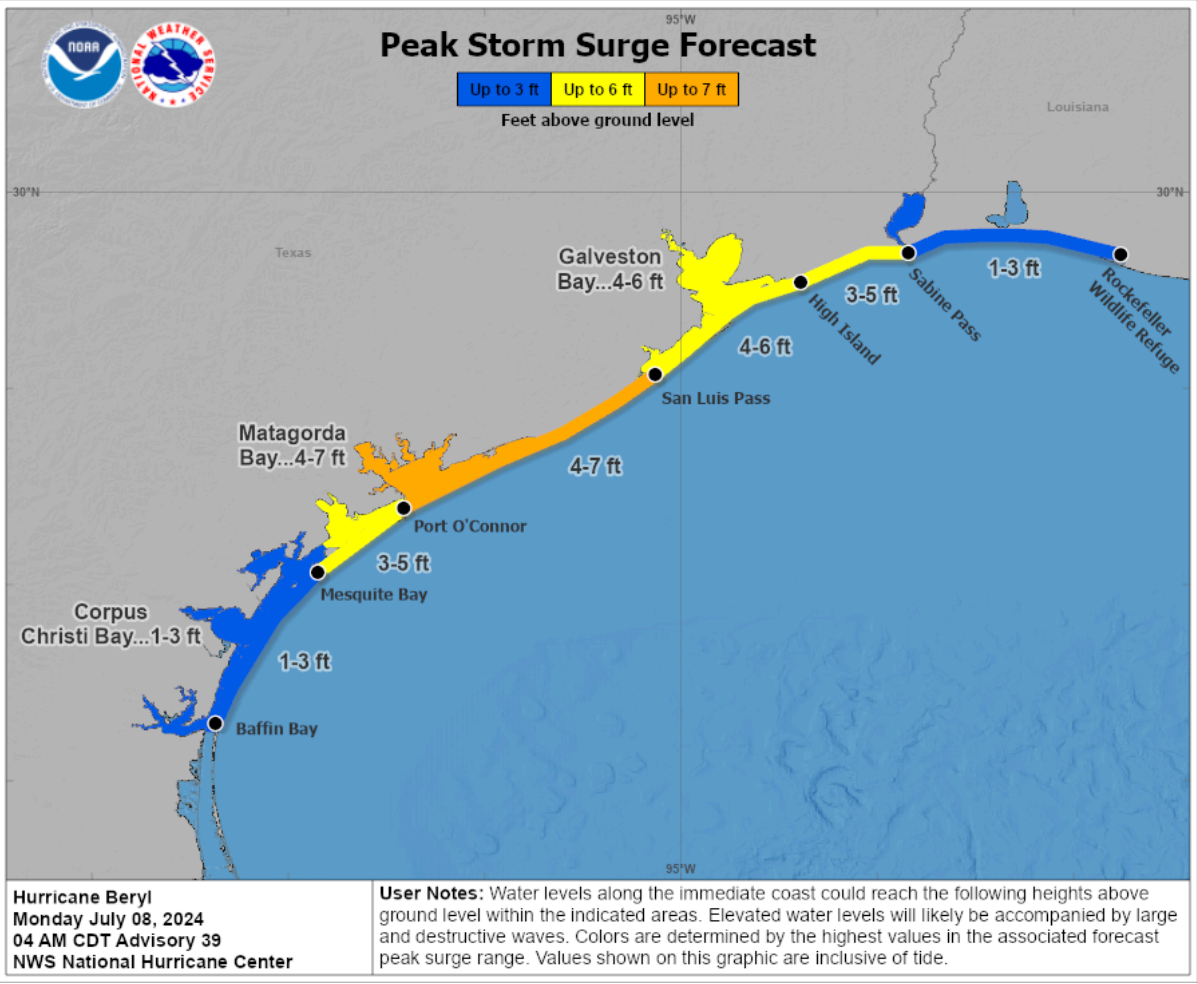 95°W
Peak Storm Surge Forecast
NOAA
NATIONAL WEATHER SERVICE
Up to 3 ft
Up to 6 ft
Up to 7 ft
Feet above ground level
Louisiana
30°N
30°N
Texas
Galveston
Bay...4-6 ft
1-3 ft
Rockefeller
Wildlife Refuge
Sabine Pass
3-5 ft
High Island
4-6 ft
San Luis Pass
Matagorda
Bay...4-7 ft
4-7 ft
Port O'Connor
3-5 ft
Mesquite Bay
Corpus
Christi Bay...1-3 ft
1-3 ft
Baffin Bay
95°W
Hurricane Beryl
Monday July 08, 2024
04 AM CDT Advisory 39
NWS National Hurricane Center
User Notes: Water levels along the immediate coast could reach the following heights above
ground level within the indicated areas. Elevated water levels will likely be accompanied by large
and destructive waves. Colors are determined by the highest values in the associated forecast
peak surge range. Values shown on this graphic are inclusive of tide.